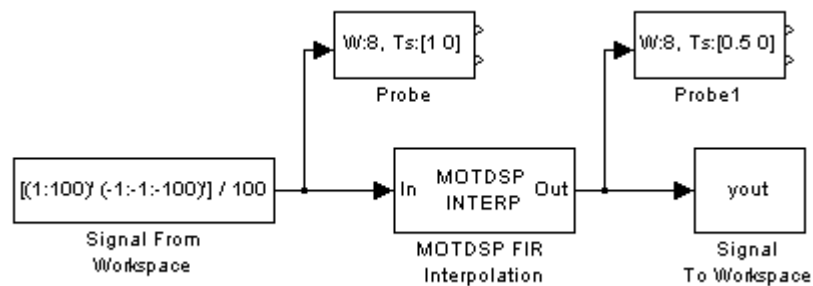 W:8, Ts:[1 0]
Probe
W:8, Ts:[0.5 0]
Probe1
[(1:100)' (-1:-1:-100)'] / 100
Signal From
Workspace
In
MOTDSP
INTERP
Out
MOTDSP FIR
Interpolation
yout
Signal
To Workspace